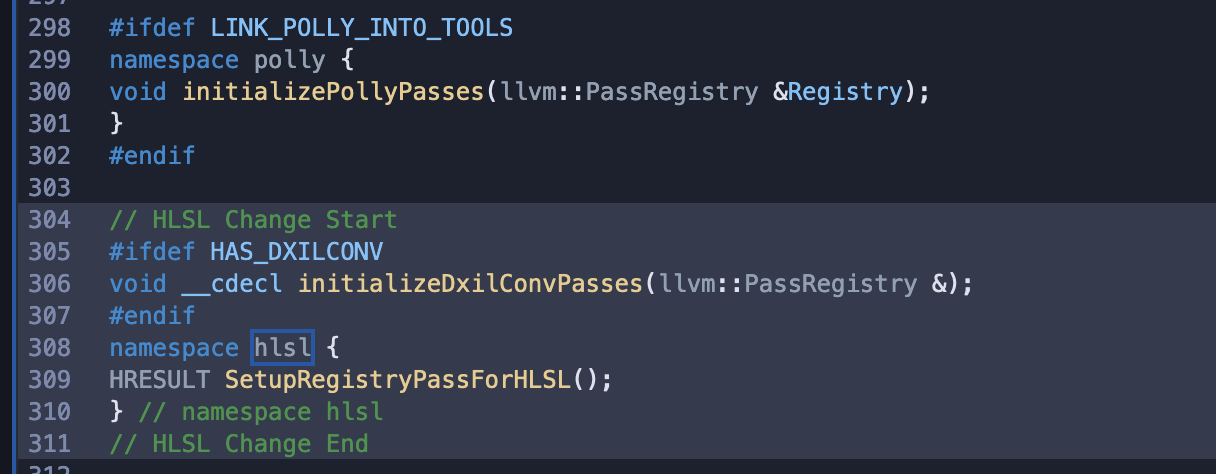 298 #ifdef LINK_POLLY_INTO_TOOLS
299 namespace polly {
300 void initializePollyPasses(llvm::PassRegistry &Registry);
301 }
302 #endif
303
304 // HLSL Change Start
305 #ifdef HAS_DXILCONV
306 void __cdecl initializeDxilConvPasses(llvm::PassRegistry &);
307 #endif
308 namespace hlsl {
309 HRESULT SetupRegistryPassForHLSL();
310 } // namespace hlsl
311 // HLSL Change End